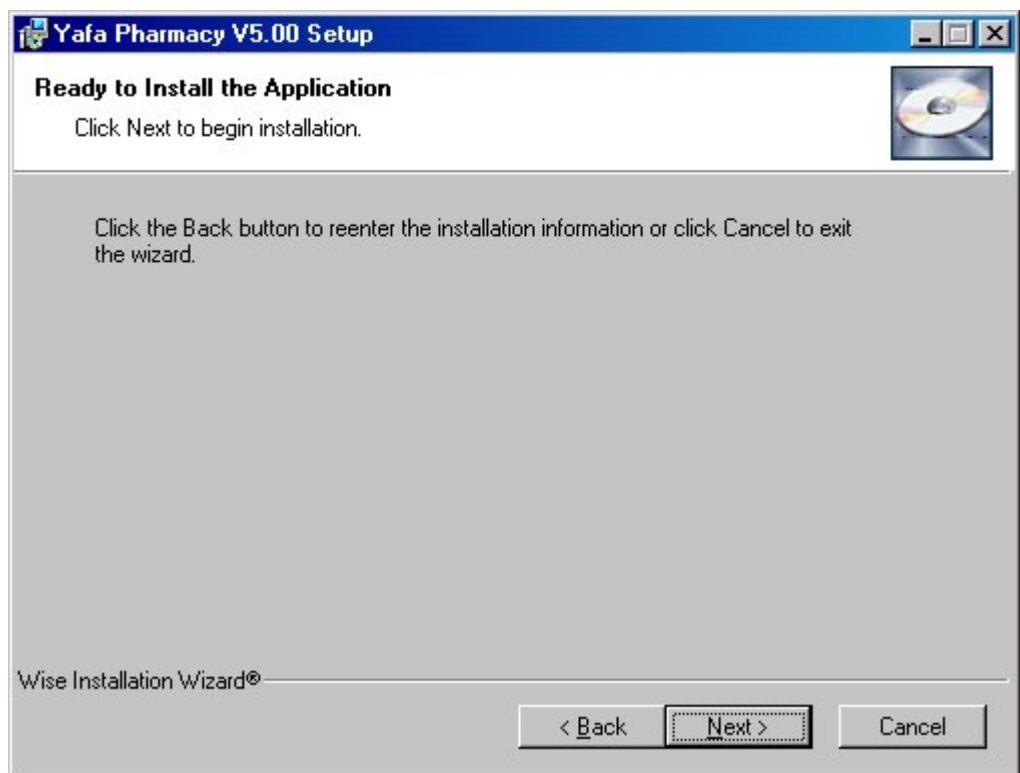 Yafa Pharmacy V5.00 Setup
Ready to Install the Application
Click Next to begin installation.
Click the Back button to reenter the installation information or click Cancel to exit
the wizard.
Wise Installation Wizard®
< Back Next > Cancel